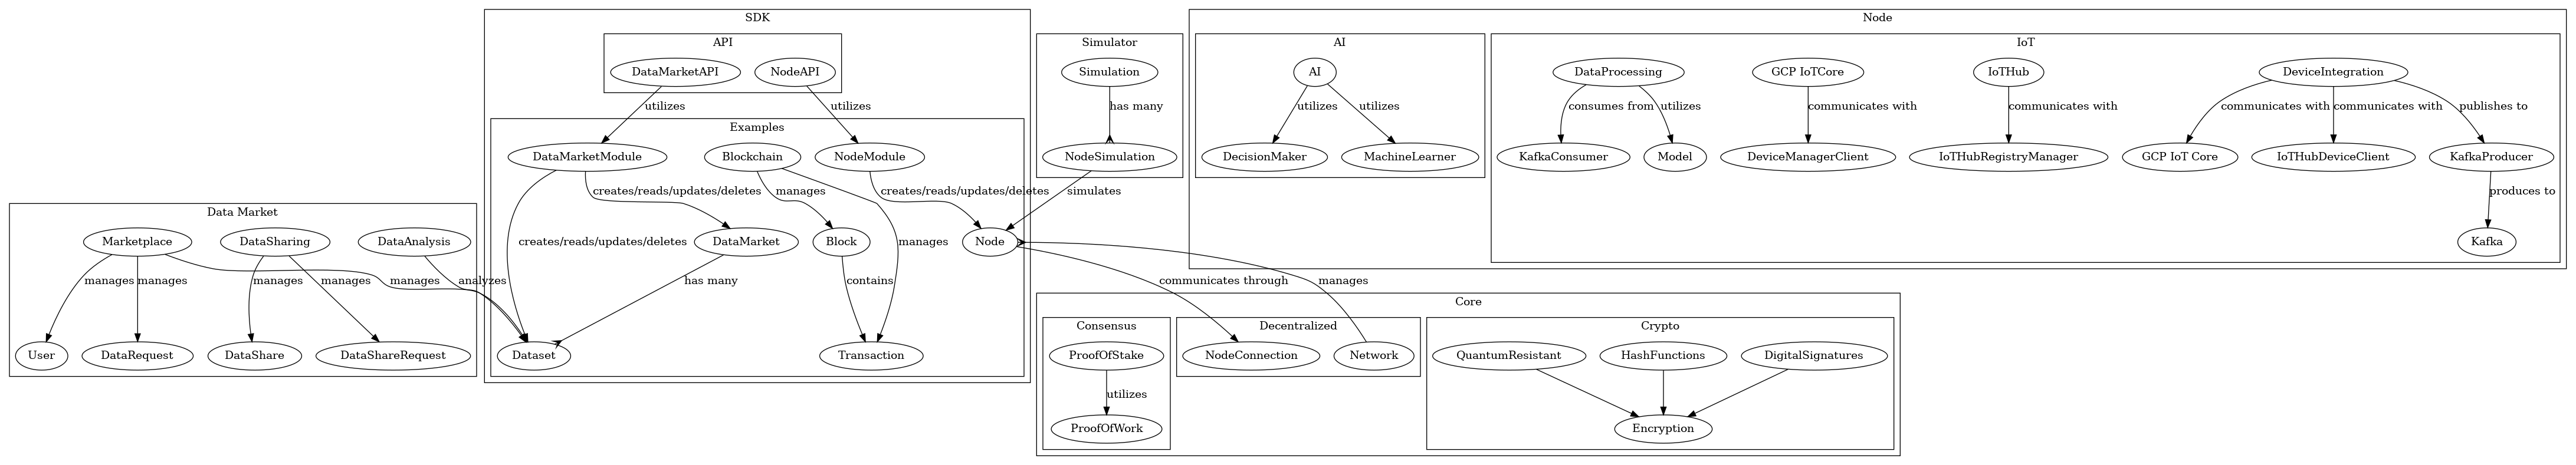 SDK
Node
API
Simulator
AI
IoT
DataMarketAPI
NodeAPI
Simulation
AI
DataProcessing
GCP IoTCore
IoTHub
DeviceIntegration
utilizes
utilizes
has many
utilizes
utilizes
consumes from
utilizes
communicates with
communicates with
communicates with
communicates with
publishes to
Examples
DataMarketModule
Blockchain
NodeModule
NodeSimulation
DecisionMaker
MachineLearner
KafkaConsumer
Model
DeviceManagerClient
IoTHubRegistryManager
GCP IoT Core
IoTHubDeviceClient
KafkaProducer
creates/reads/updates/deletes
manages
creates/reads/updates/deletes
simulates
produces to
Data Market
Marketplace
DataSharing
DataAnalysis
creates/reads/updates/deletes
DataMarket
Block
manages
Node
Kafka
manages
manages
manages
manages
manages
analyzes
has many
contains
communicates through
manages
Core
Consensus
Decentralized
Crypto
User
DataRequest
DataShare
DataShareRequest
Dataset
Transaction
ProofOfStake
NodeConnection
Network
QuantumResistant
HashFunctions
DigitalSignatures
utilizes
ProofOfWork
Encryption